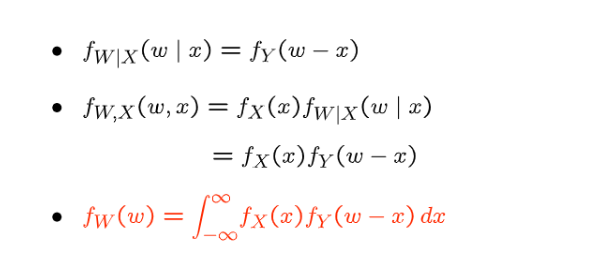 • f_{W|X}(w | x) = f_Y(w − x)
• f_{W,X}(w, x) = f_X(x)f_{W|X}(w | x)
= f_X(x)f_Y(w − x)
• f_W(w) = ∫_{−∞}^{∞} f_X(x)f_Y(w − x) dx